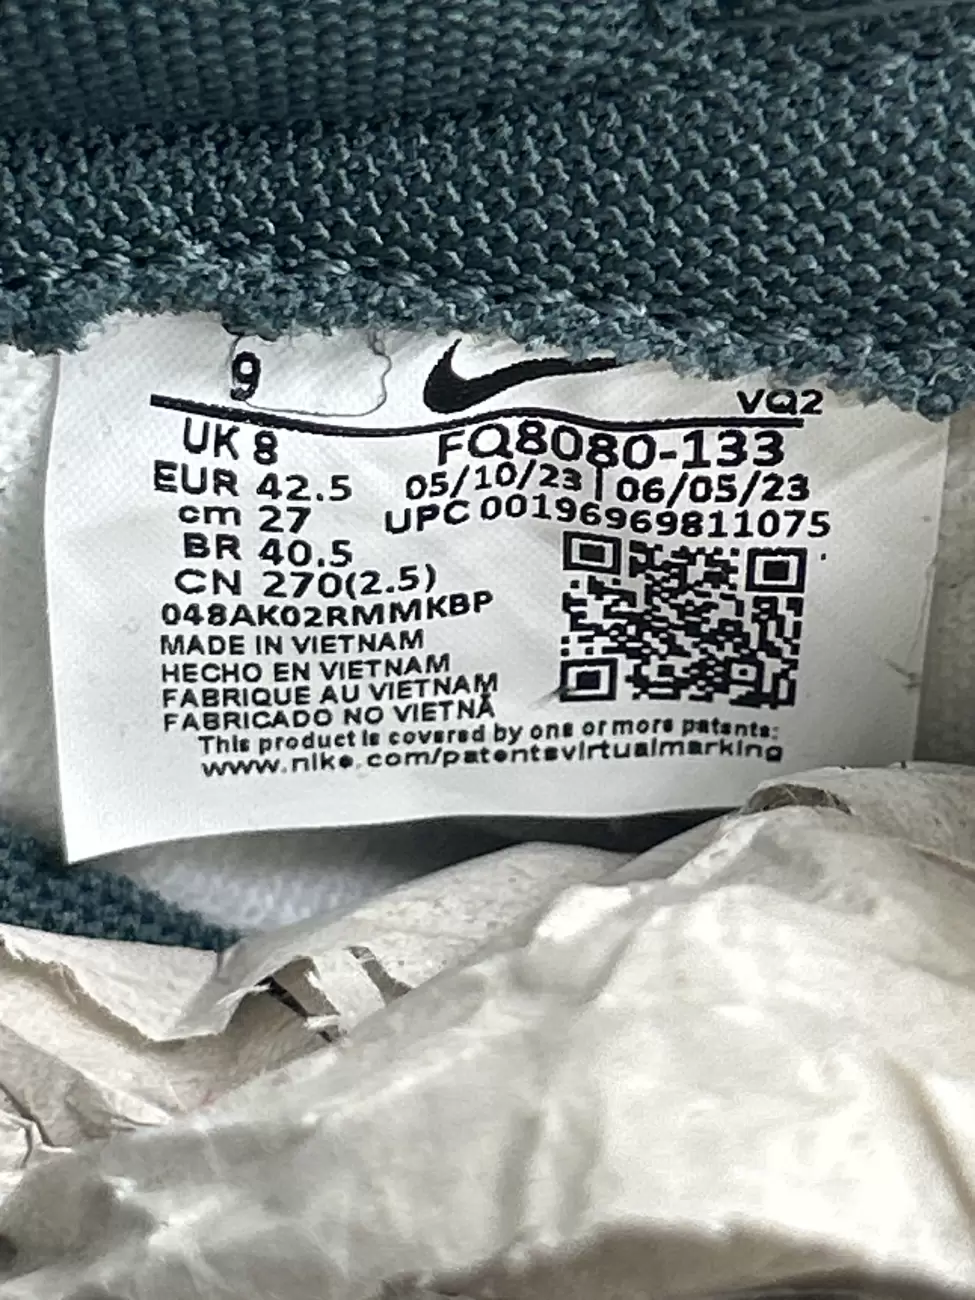 9
VQ2
UK 8
FQ8080-133
EUR 42.5
05/10/23 | 06/05/23
cm 27
UPC 00196969811075
BR 40.5
CN 270(2.5)
048AK02RMMKBP
MADE IN VIETNAM
HECHO EN VIETNAM
FABRIQUE AU VIETNAM
FABRICADO NO VIETNÃ
This product is covered by one or more patents:
www.nike.com/patentsvirtualmarking